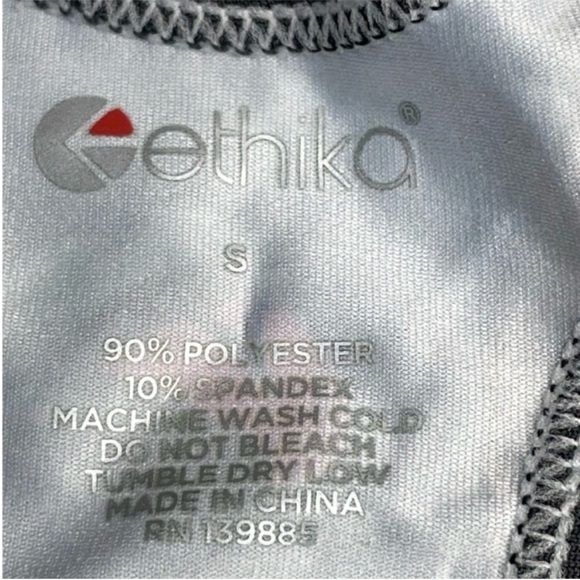 ethika®
S
90% POLYESTER
10% SPANDEX
MACHINE WASH COLD
DO NOT BLEACH
TUMBLE DRY LOW
MADE IN CHINA
RN 139885